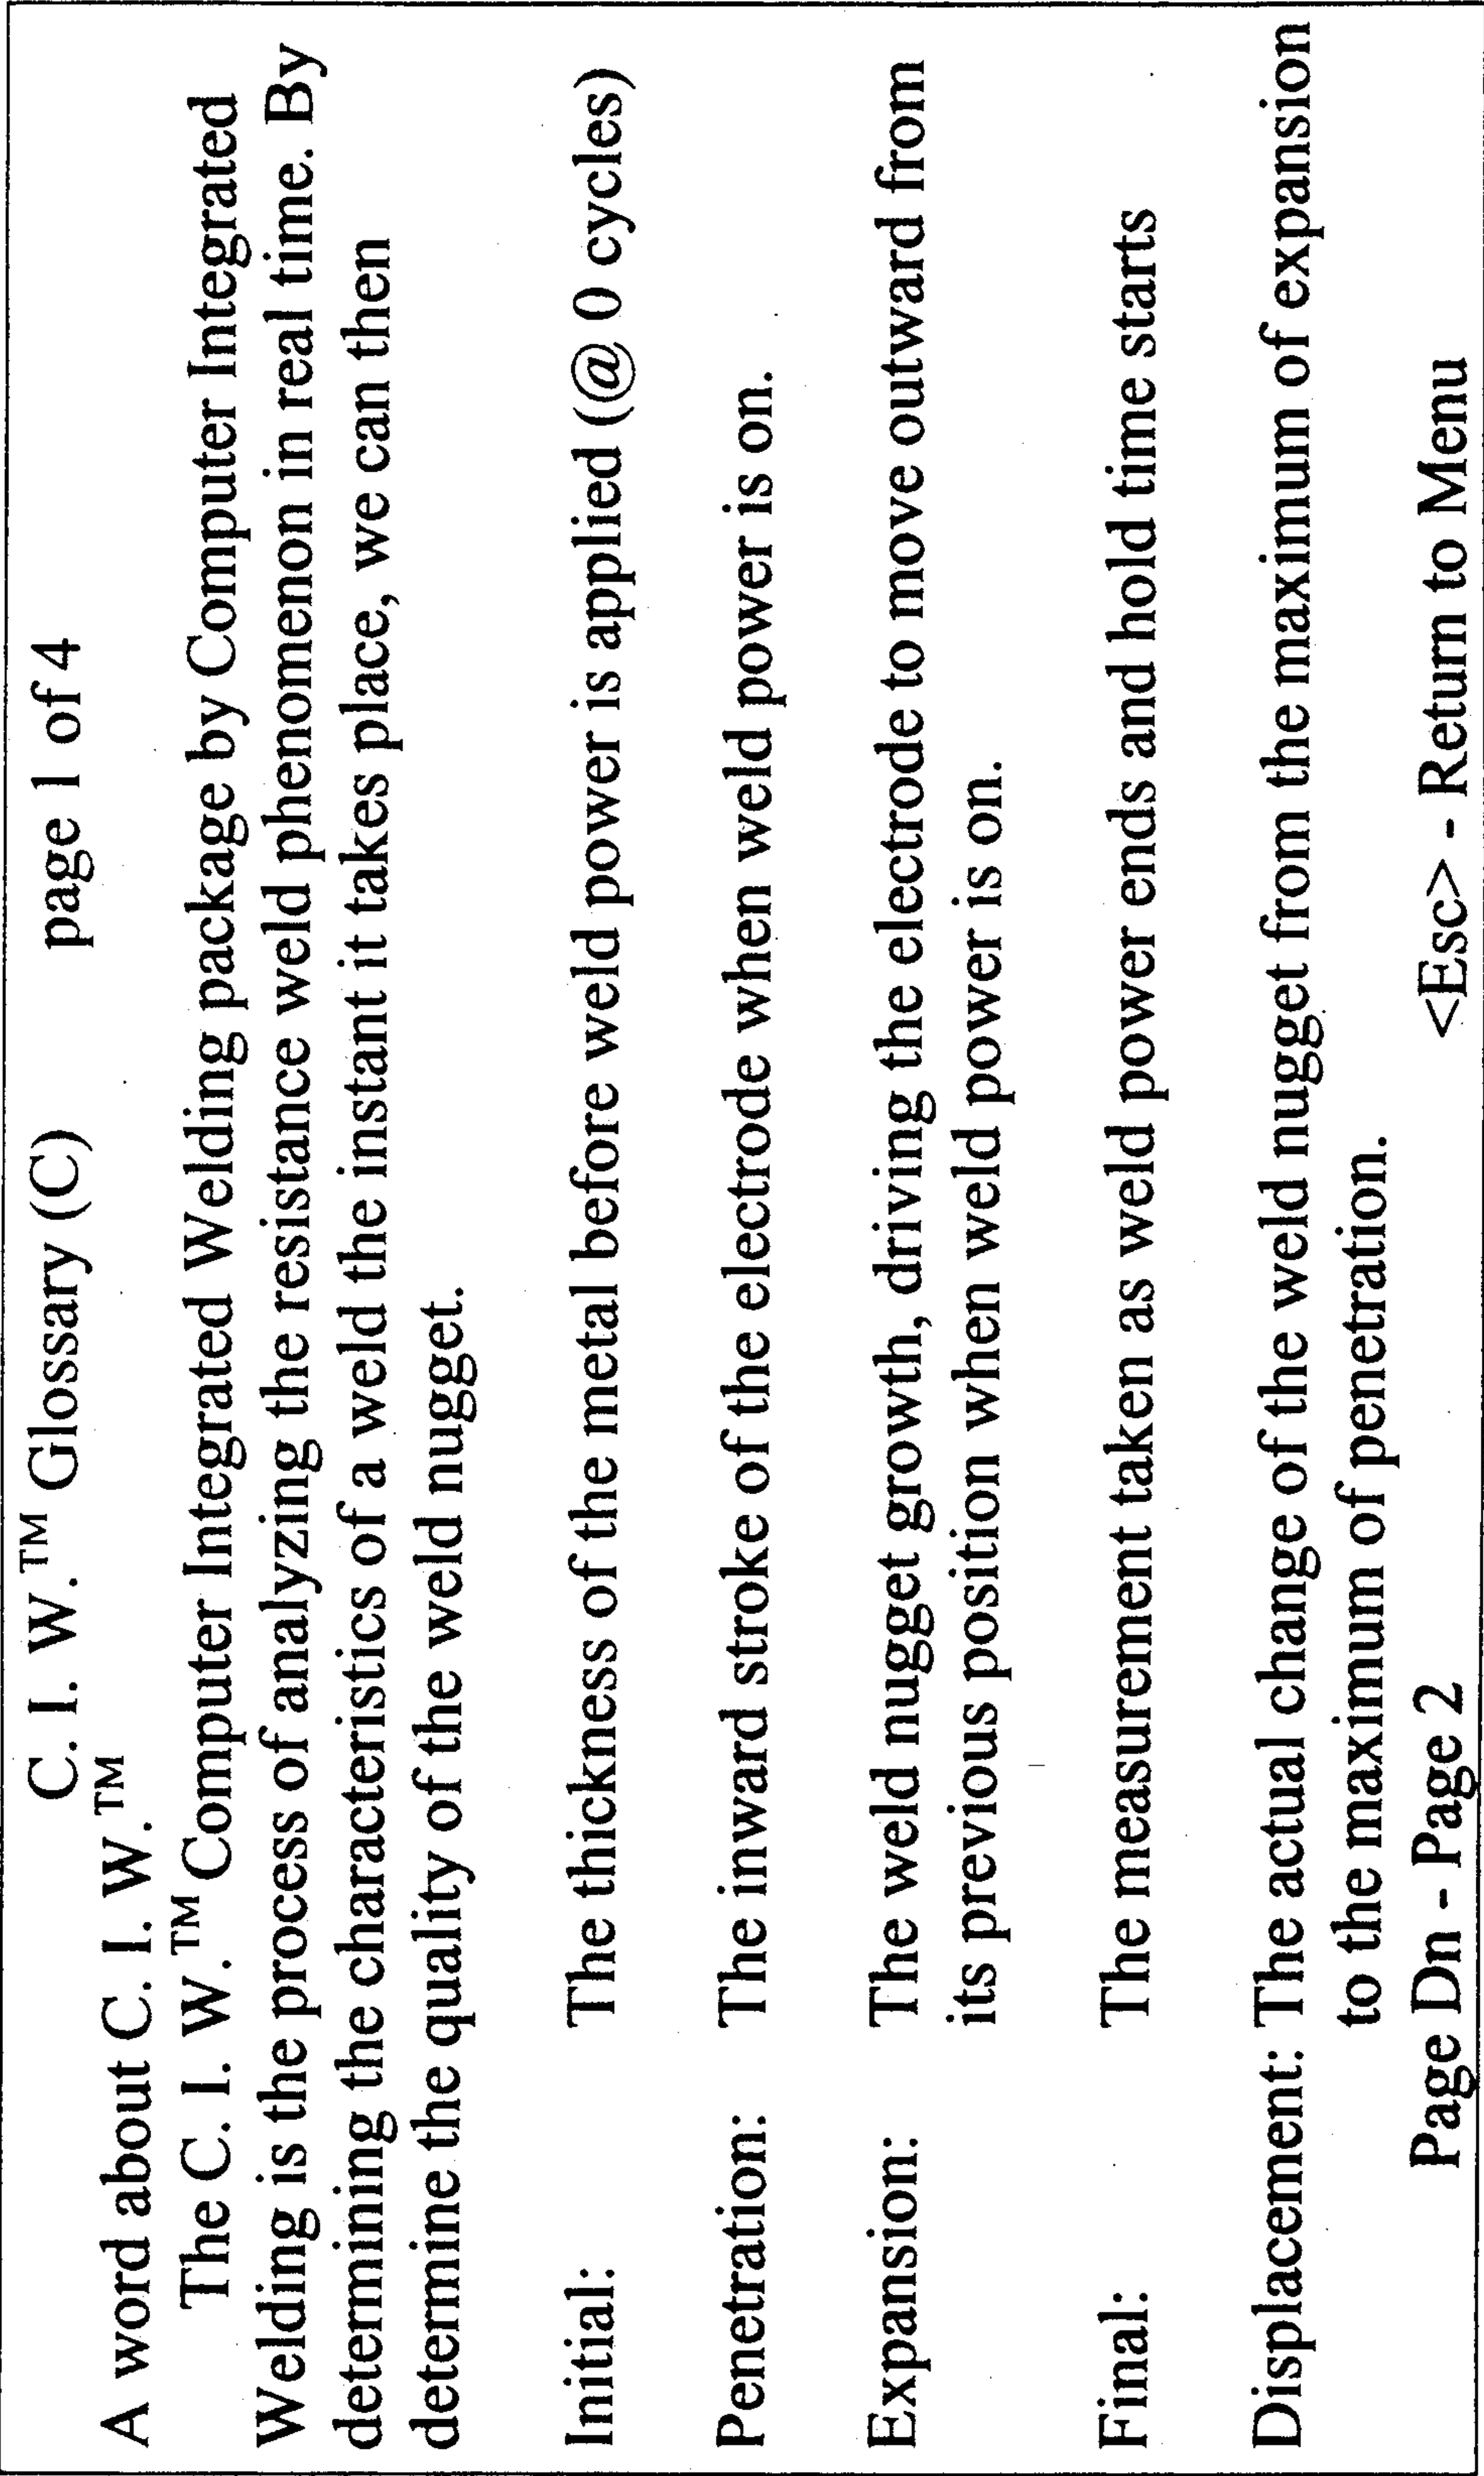 C. I. W.™ Glossary (C) page 1 of 4
A word about C. I. W.™
The C. I. W.™ Computer Integrated Welding package by Computer Integrated
Welding is the process of analyzing the resistance weld phenomenon in real time. By
determining the characteristics of a weld the instant it takes place, we can then
determine the quality of the weld nugget.
Initial: The thickness of the metal before weld power is applied (@ 0 cycles)
Penetration: The inward stroke of the electrode when weld power is on.
Expansion: The weld nugget growth, driving the electrode to move outward from
its previous position when weld power is on.
Final: The measurement taken as weld power ends and hold time starts
Displacement: The actual change of the weld nugget from the maximum of expansion
to the maximum of penetration.
Page Dn - Page 2 <Esc> - Return to Menu